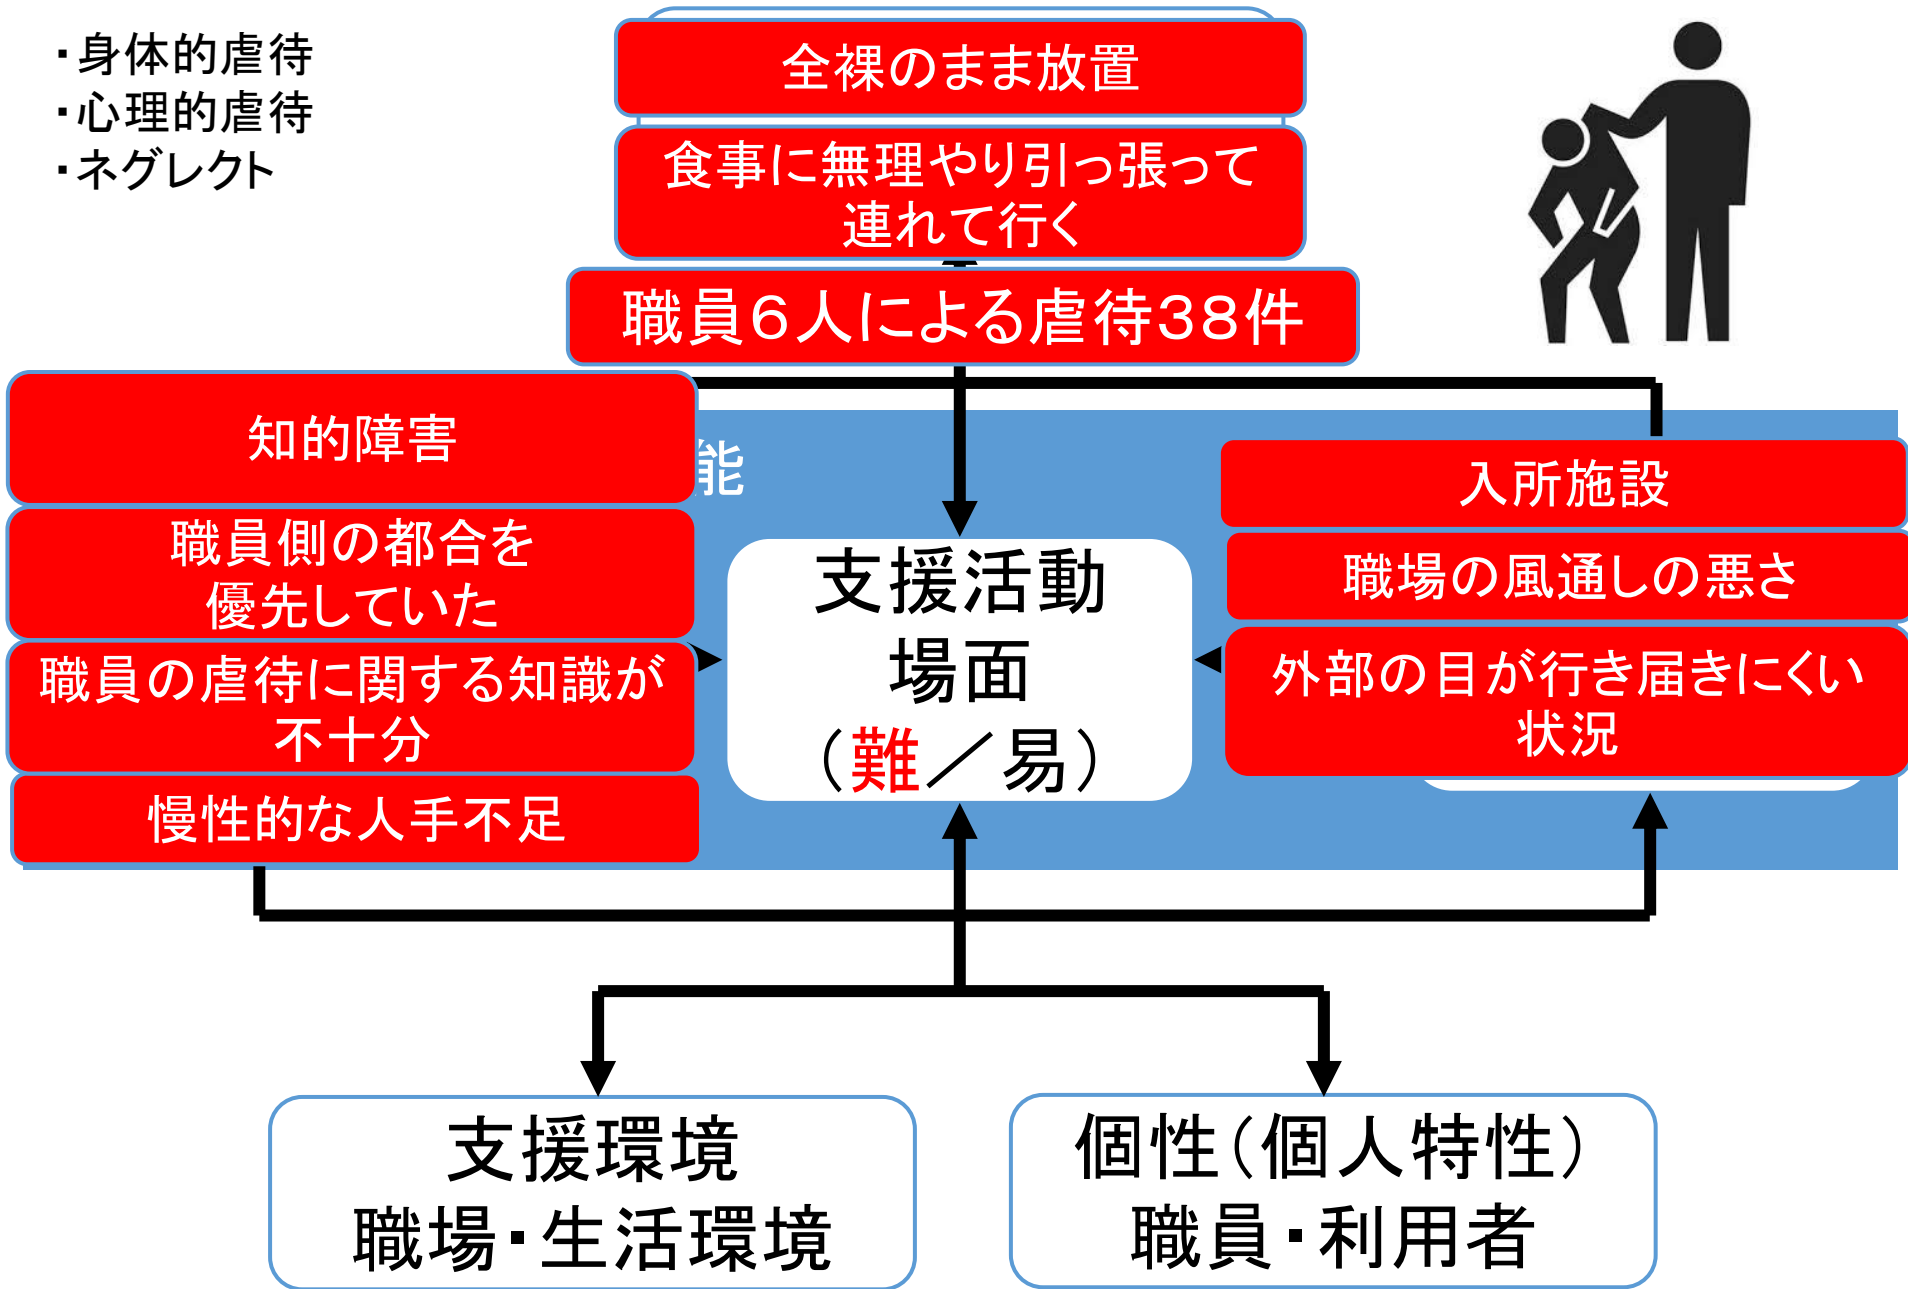 ・身体的虐待
・心理的虐待
・ネグレクト
全裸のまま放置
食事に無理やり引っ張って
連れて行く
職員６人による虐待３８件
知的障害
職員側の都合を
優先していた
職員の虐待に関する知識が
不十分
慢性的な人手不足
能
支援活動
場面
（難／易）
入所施設
職場の風通しの悪さ
外部の目が行き届きにくい
状況
支援環境
職場・生活環境
個性（個人特性）
職員・利用者